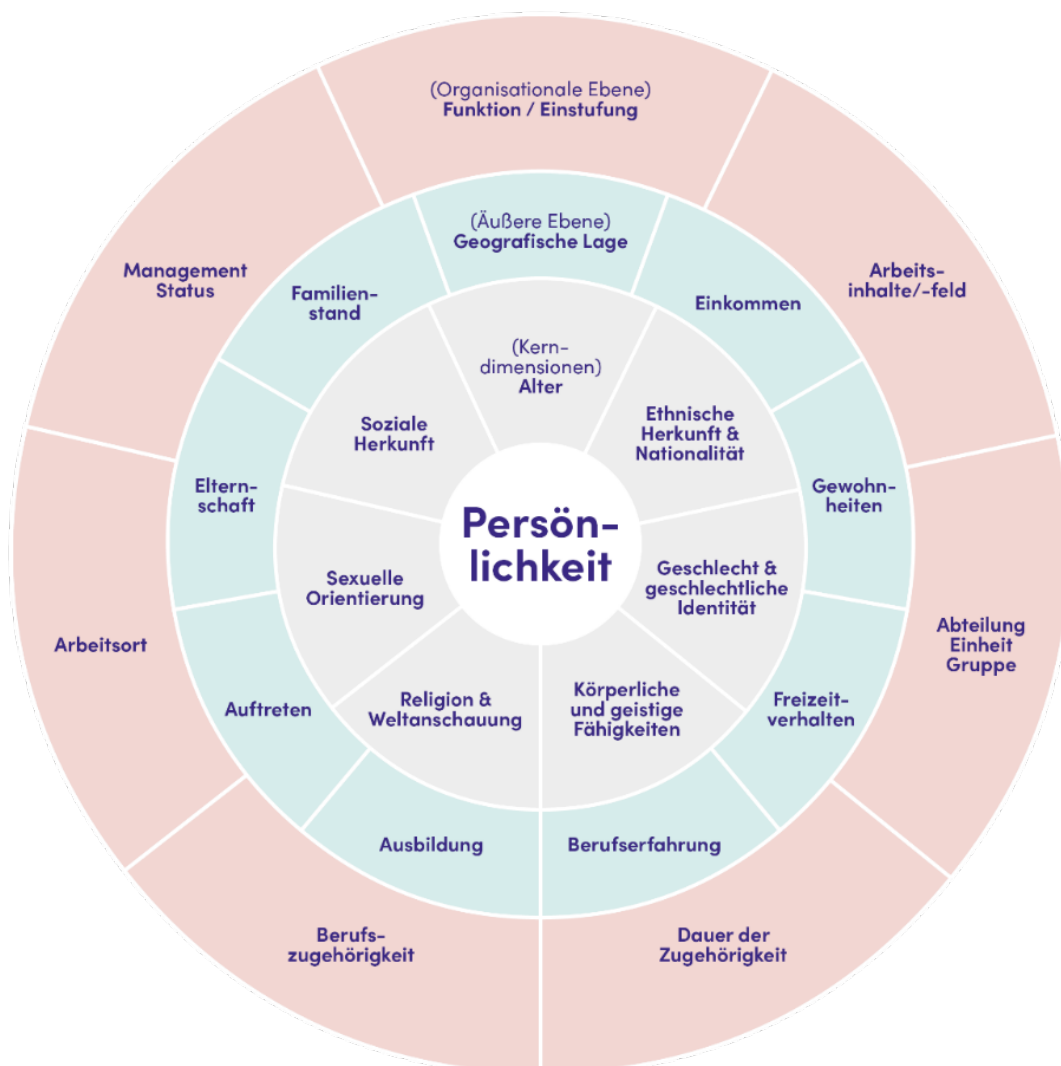 (Organisationale Ebene)
Funktion / Einstufung
(Äußere Ebene)
Geografische Lage
Management
Status
Familien-
stand
Einkommen
Arbeits-
inhalte/-feld
(Kern-
dimensionen)
Alter
Soziale
Herkunft
Ethnische
Herkunft &
Nationalität
Eltern-
schaft
Gewohn-
heiten
Persön-
lichkeit
Sexuelle
Orientierung
Geschlecht &
geschlechtliche
Identität
Arbeitsort
Abteilung
Einheit
Gruppe
Auftreten
Religion &
Weltanschauung
Körperliche
und geistige
Fähigkeiten
Freizeit-
verhalten
Ausbildung
Berufserfahrung
Berufs-
zugehörigkeit
Dauer der
Zugehörigkeit